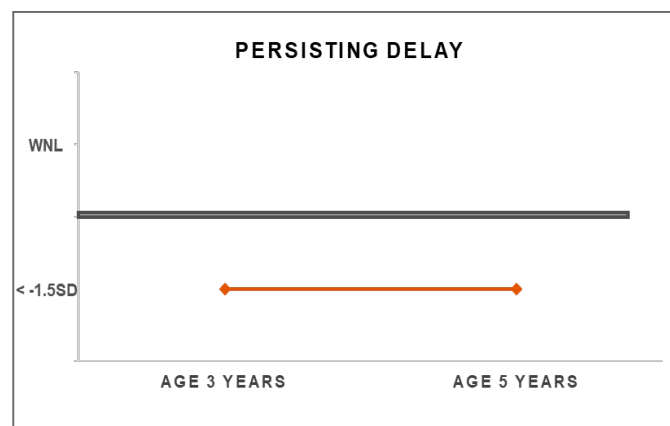 PERSISTING DELAY
WNL
< -1.5SD
AGE 3 YEARS
AGE 5 YEARS